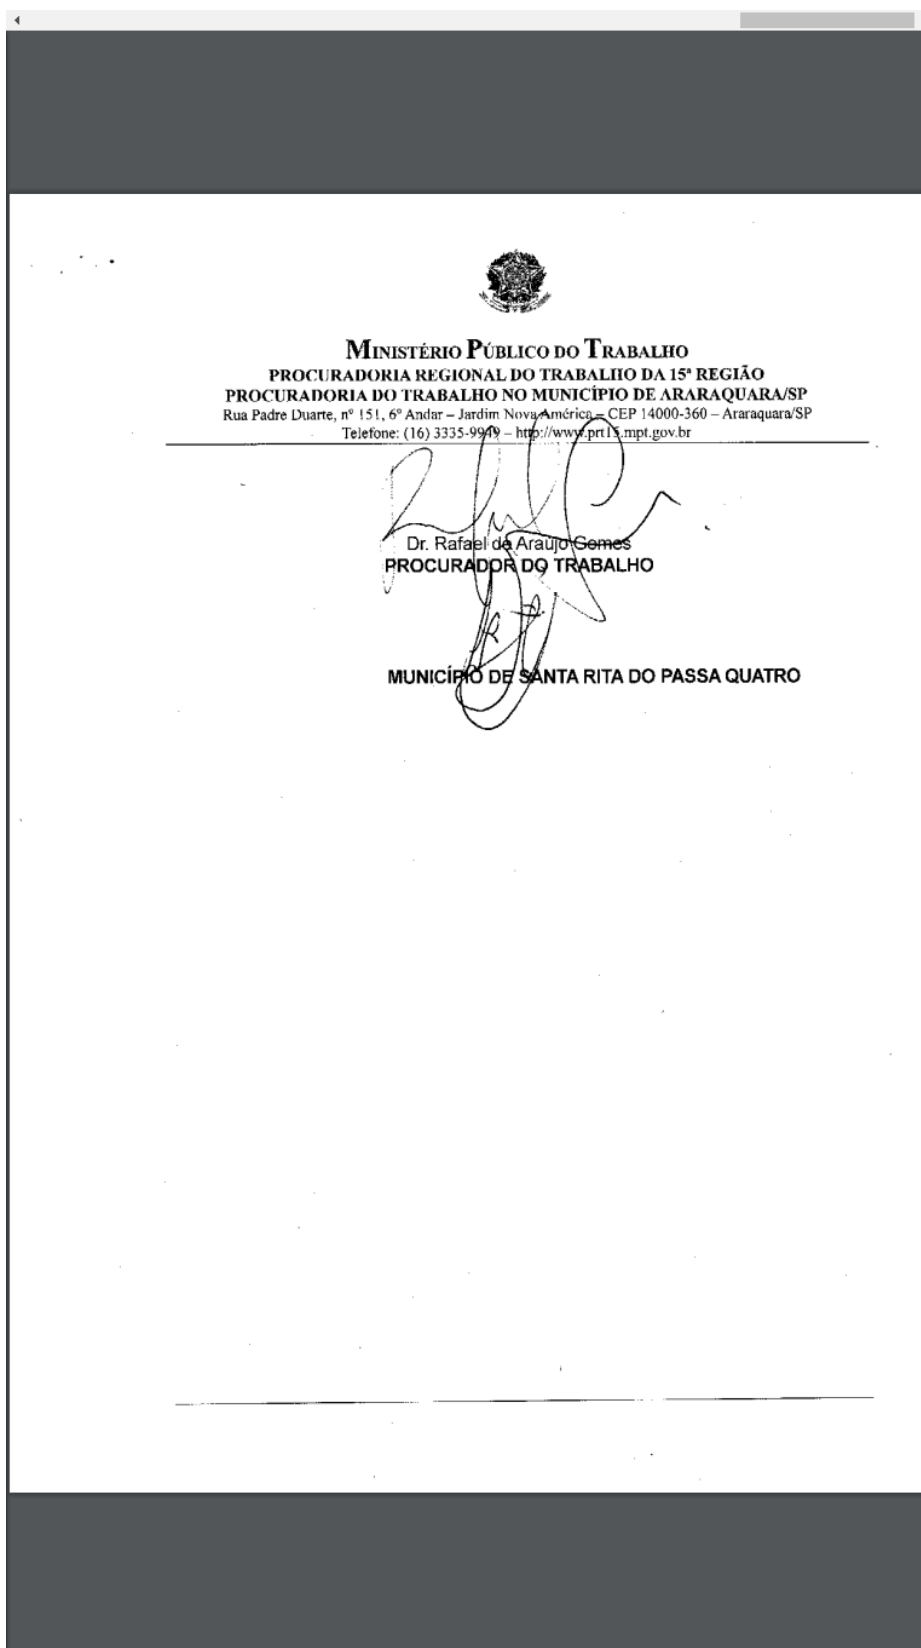 MINISTÉRIO PÚBLICO DO TRABALHO
PROCURADORIA REGIONAL DO TRABALHO DA 15ª REGIÃO
PROCURADORIA DO TRABALHO NO MUNICÍPIO DE ARARAQUARA/SP
Rua Padre Duarte, nº 151, 6º Andar – Jardim Nova América – CEP 14000-360 – Araraquara/SP
Telefone: (16) 3335-9949 – http://www.prt15.mpt.gov.br
Dr. Rafael de Araújo Gomes
PROCURADOR DO TRABALHO
MUNICÍPIO DE SANTA RITA DO PASSA QUATRO